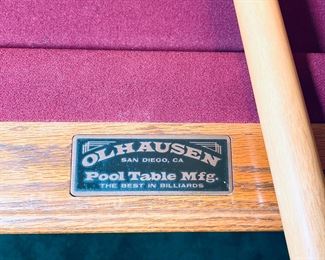 OLHAUSEN
SAN DIEGO, CA
Pool Table Mfg.
THE BEST IN BILLIARDS